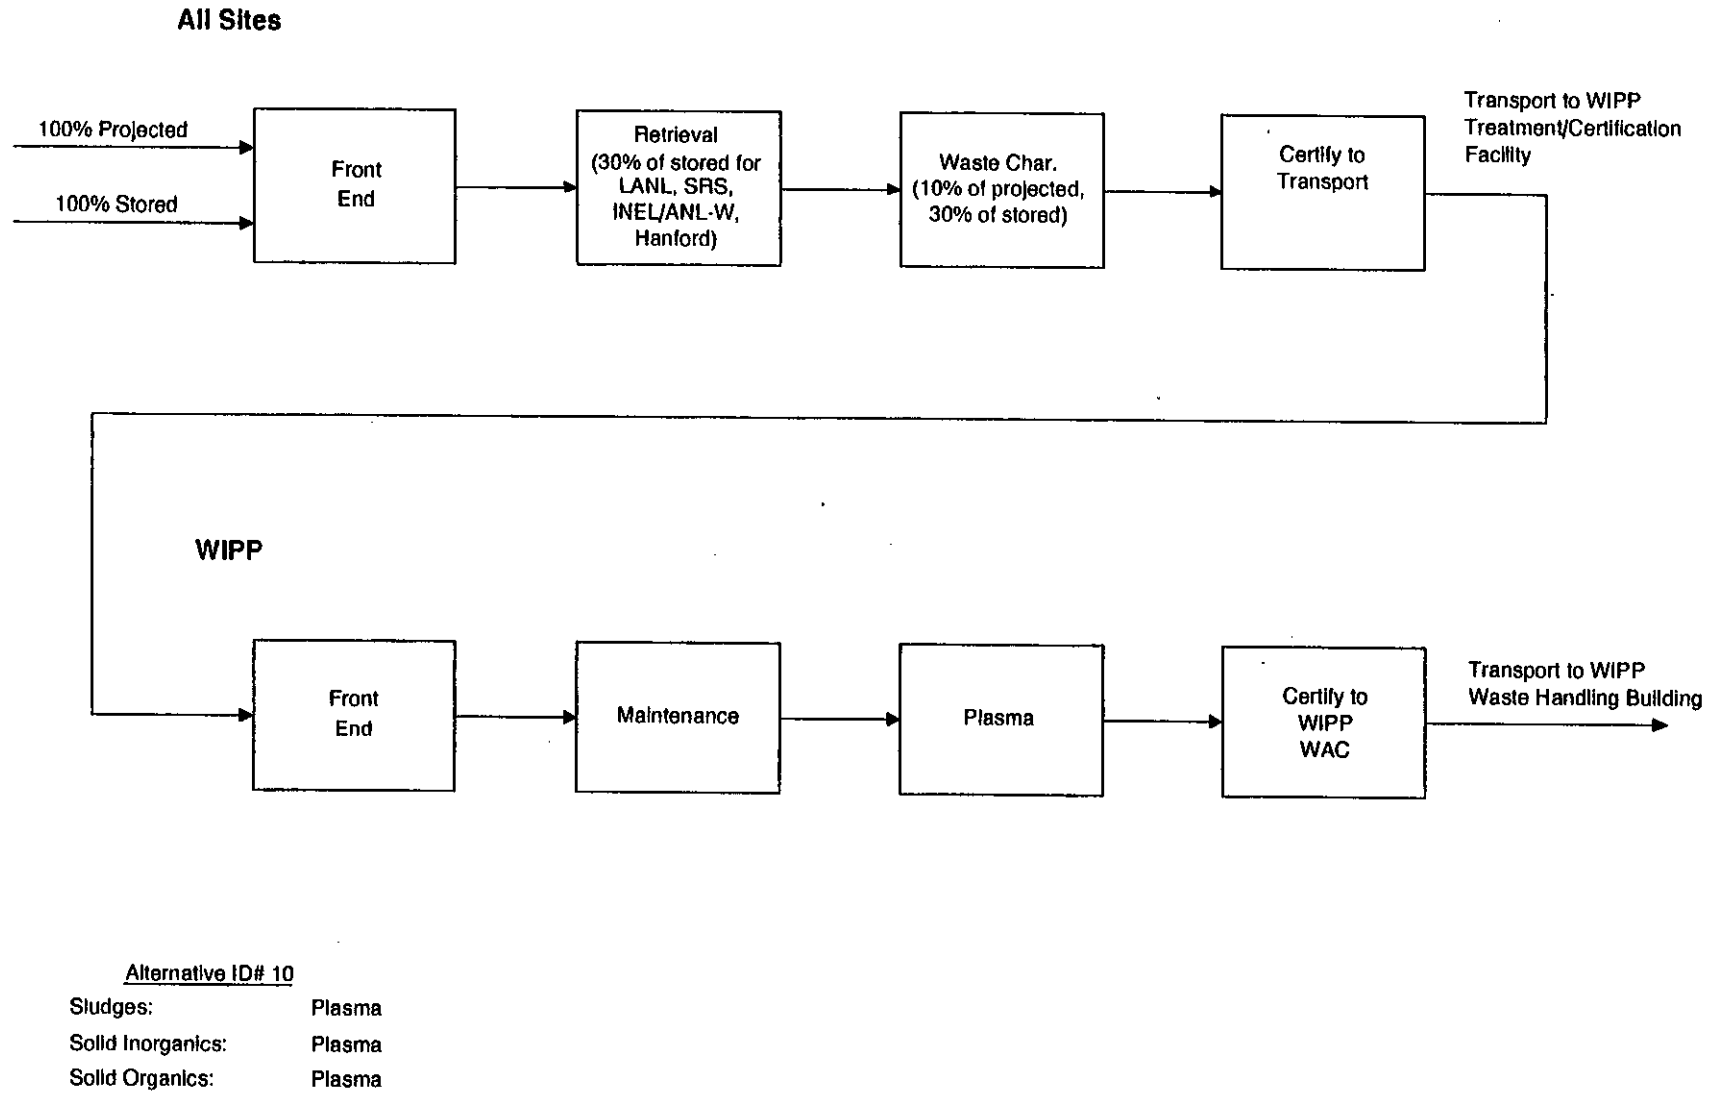 All Sites
100% Projected
100% Stored
Front
End
Retrieval
(30% of stored for
LANL, SRS,
INEL/ANL-W,
Hanford)
Waste Char.
(10% of projected,
30% of stored)
Certify to
Transport
Transport to WIPP
Treatment/Certification
Facility
WIPP
Front
End
Maintenance
Plasma
Certify to
WIPP
WAC
Transport to WIPP
Waste Handling Building
Alternative ID# 10
Sludges: Plasma
Solid Inorganics: Plasma
Solid Organics: Plasma